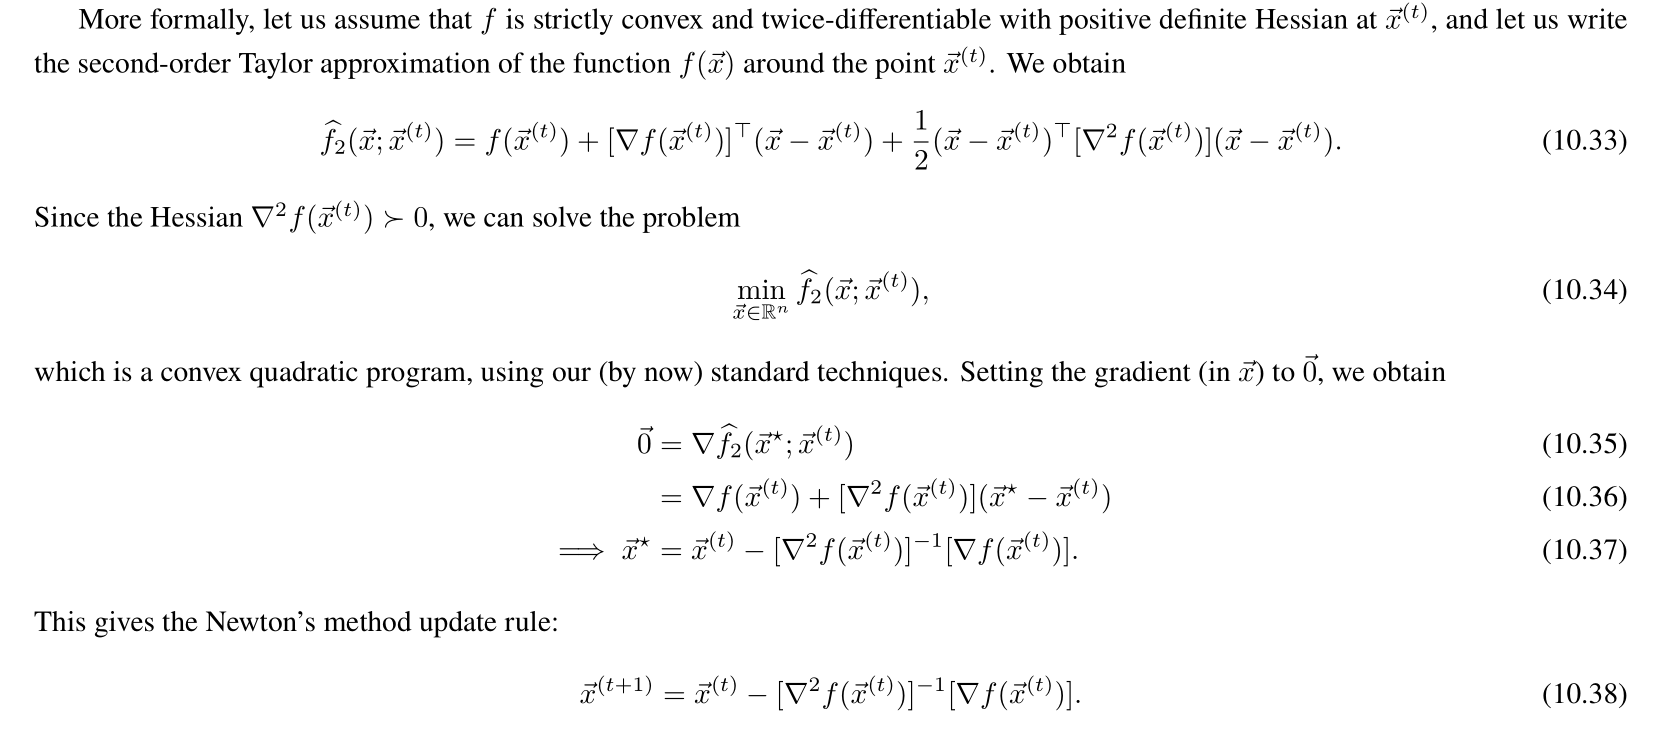 More formally, let us assume that f is strictly convex and twice-differentiable with positive definite Hessian at $\vec{x}^{(t)}$, and let us write
the second-order Taylor approximation of the function $f(\vec{x})$ around the point $\vec{x}^{(t)}$. We obtain
$\widehat{f}_2(\vec{x}; \vec{x}^{(t)}) = f(\vec{x}^{(t)}) + [\nabla f(\vec{x}^{(t)})]^\top (\vec{x} - \vec{x}^{(t)}) + \frac{1}{2}(\vec{x} - \vec{x}^{(t)})^\top [\nabla^2 f(\vec{x}^{(t)})](\vec{x} - \vec{x}^{(t)}).$ (10.33)
Since the Hessian $\nabla^2 f(\vec{x}^{(t)}) \succ 0$, we can solve the problem
$\min_{\vec{x} \in \mathbb{R}^n} \widehat{f}_2(\vec{x}; \vec{x}^{(t)}),$ (10.34)
which is a convex quadratic program, using our (by now) standard techniques. Setting the gradient (in $\vec{x}$) to $\vec{0}$, we obtain
$\vec{0} = \nabla \widehat{f}_2(\vec{x}^\star; \vec{x}^{(t)})$ (10.35)
$= \nabla f(\vec{x}^{(t)}) + [\nabla^2 f(\vec{x}^{(t)})](\vec{x}^\star - \vec{x}^{(t)})$ (10.36)
$\implies \vec{x}^\star = \vec{x}^{(t)} - [\nabla^2 f(\vec{x}^{(t)})]^{-1}[\nabla f(\vec{x}^{(t)})].$ (10.37)
This gives the Newton's method update rule:
$\vec{x}^{(t+1)} = \vec{x}^{(t)} - [\nabla^2 f(\vec{x}^{(t)})]^{-1}[\nabla f(\vec{x}^{(t)})].$ (10.38)